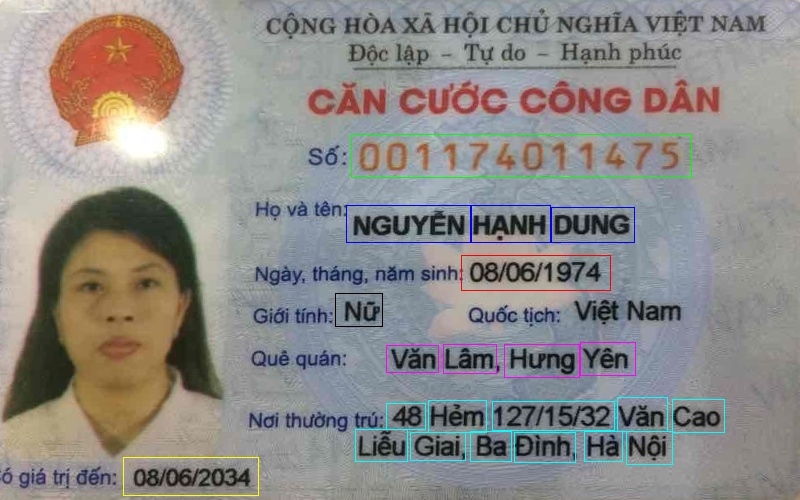 CỘNG HÒA XÃ HỘI CHỦ NGHĨA VIỆT NAM
Độc lập - Tự do - Hạnh phúc
CĂN CƯỚC CÔNG DÂN
Số: 001174011475
Họ và tên: NGUYỄN HẠNH DUNG
Ngày, tháng, năm sinh: 08/06/1974
Giới tính: Nữ Quốc tịch: Việt Nam
Quê quán: Văn Lâm, Hưng Yên
Nơi thường trú: 48 Hẻm 127/15/32 Văn Cao
Liễu Giai, Ba Đình, Hà Nội
ó giá trị đến: 08/06/2034